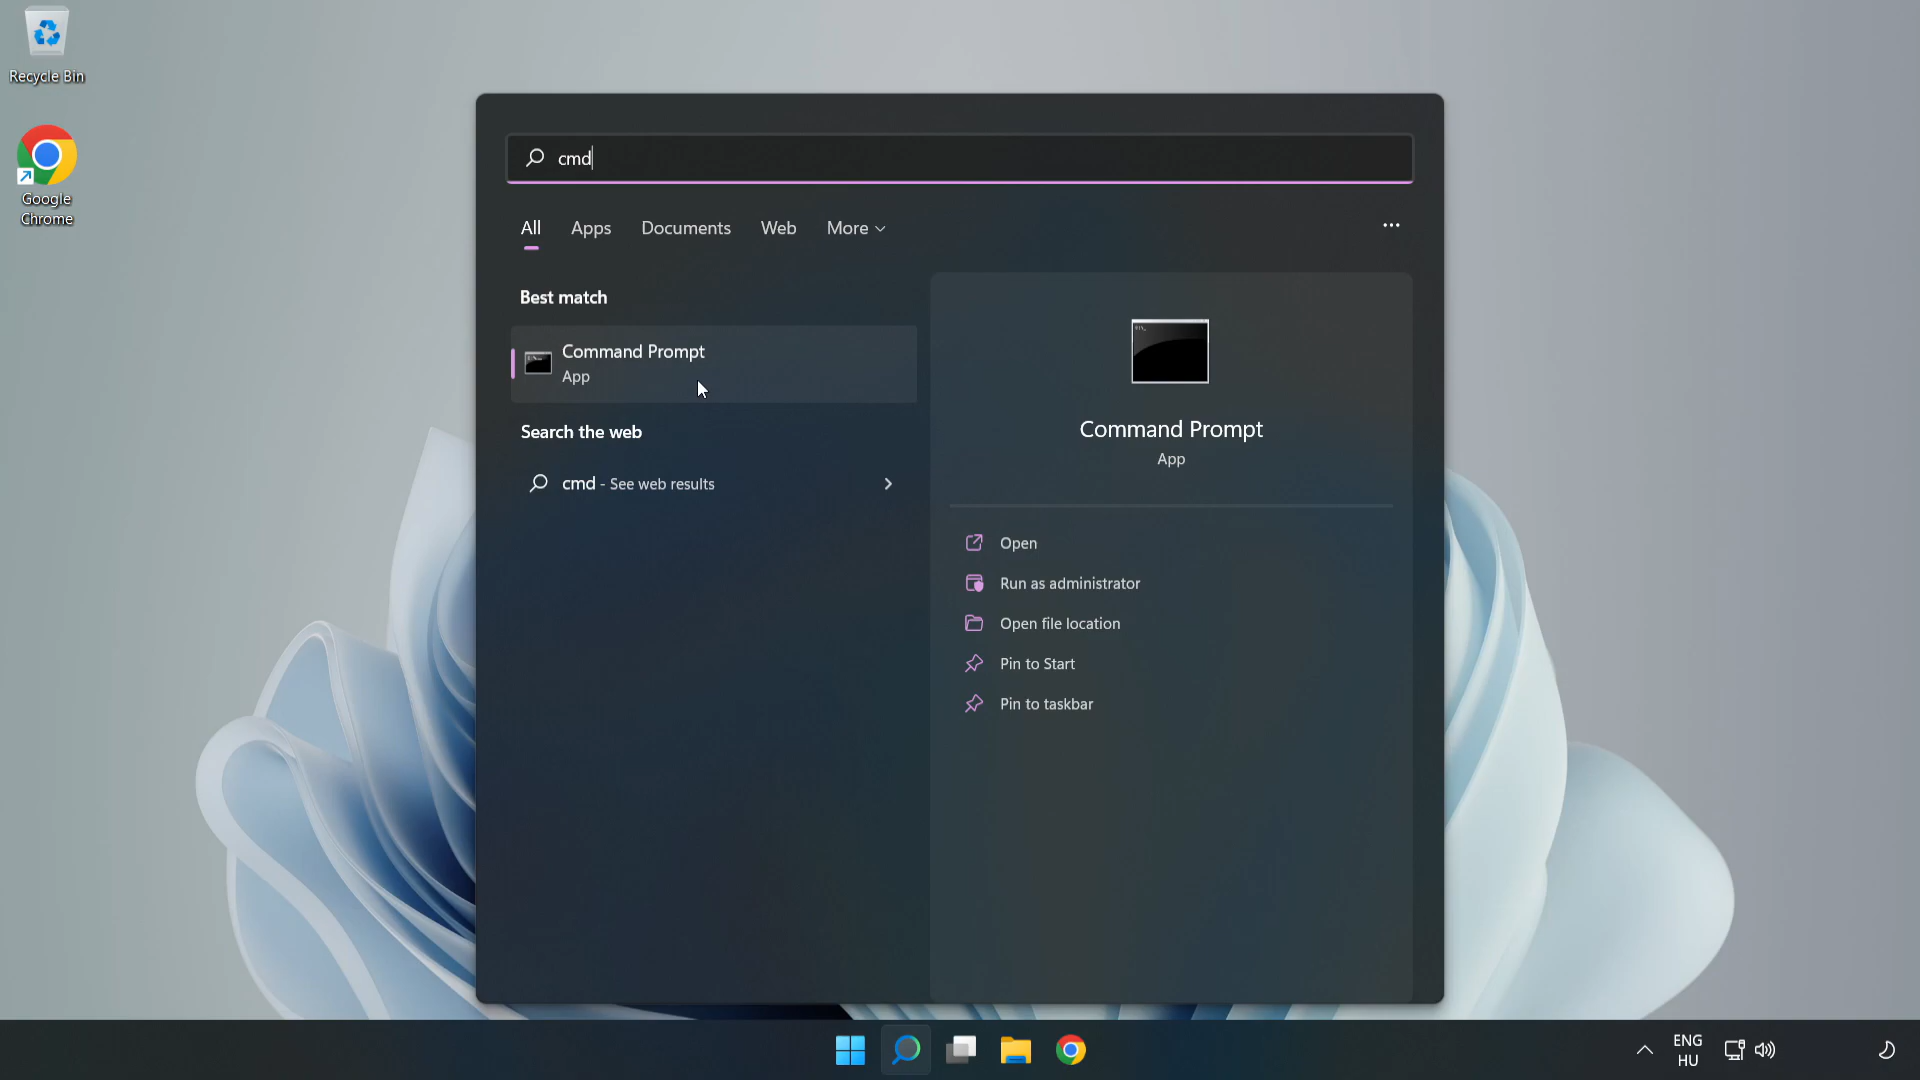 Recycle Bin
Google
Chrome
cmd
All Apps Documents Web More
Best match
Command Prompt
App
Search the web
cmd - See web results
Command Prompt
App
Open
Run as administrator
Open file location
Pin to Start
Pin to taskbar
ENG
HU